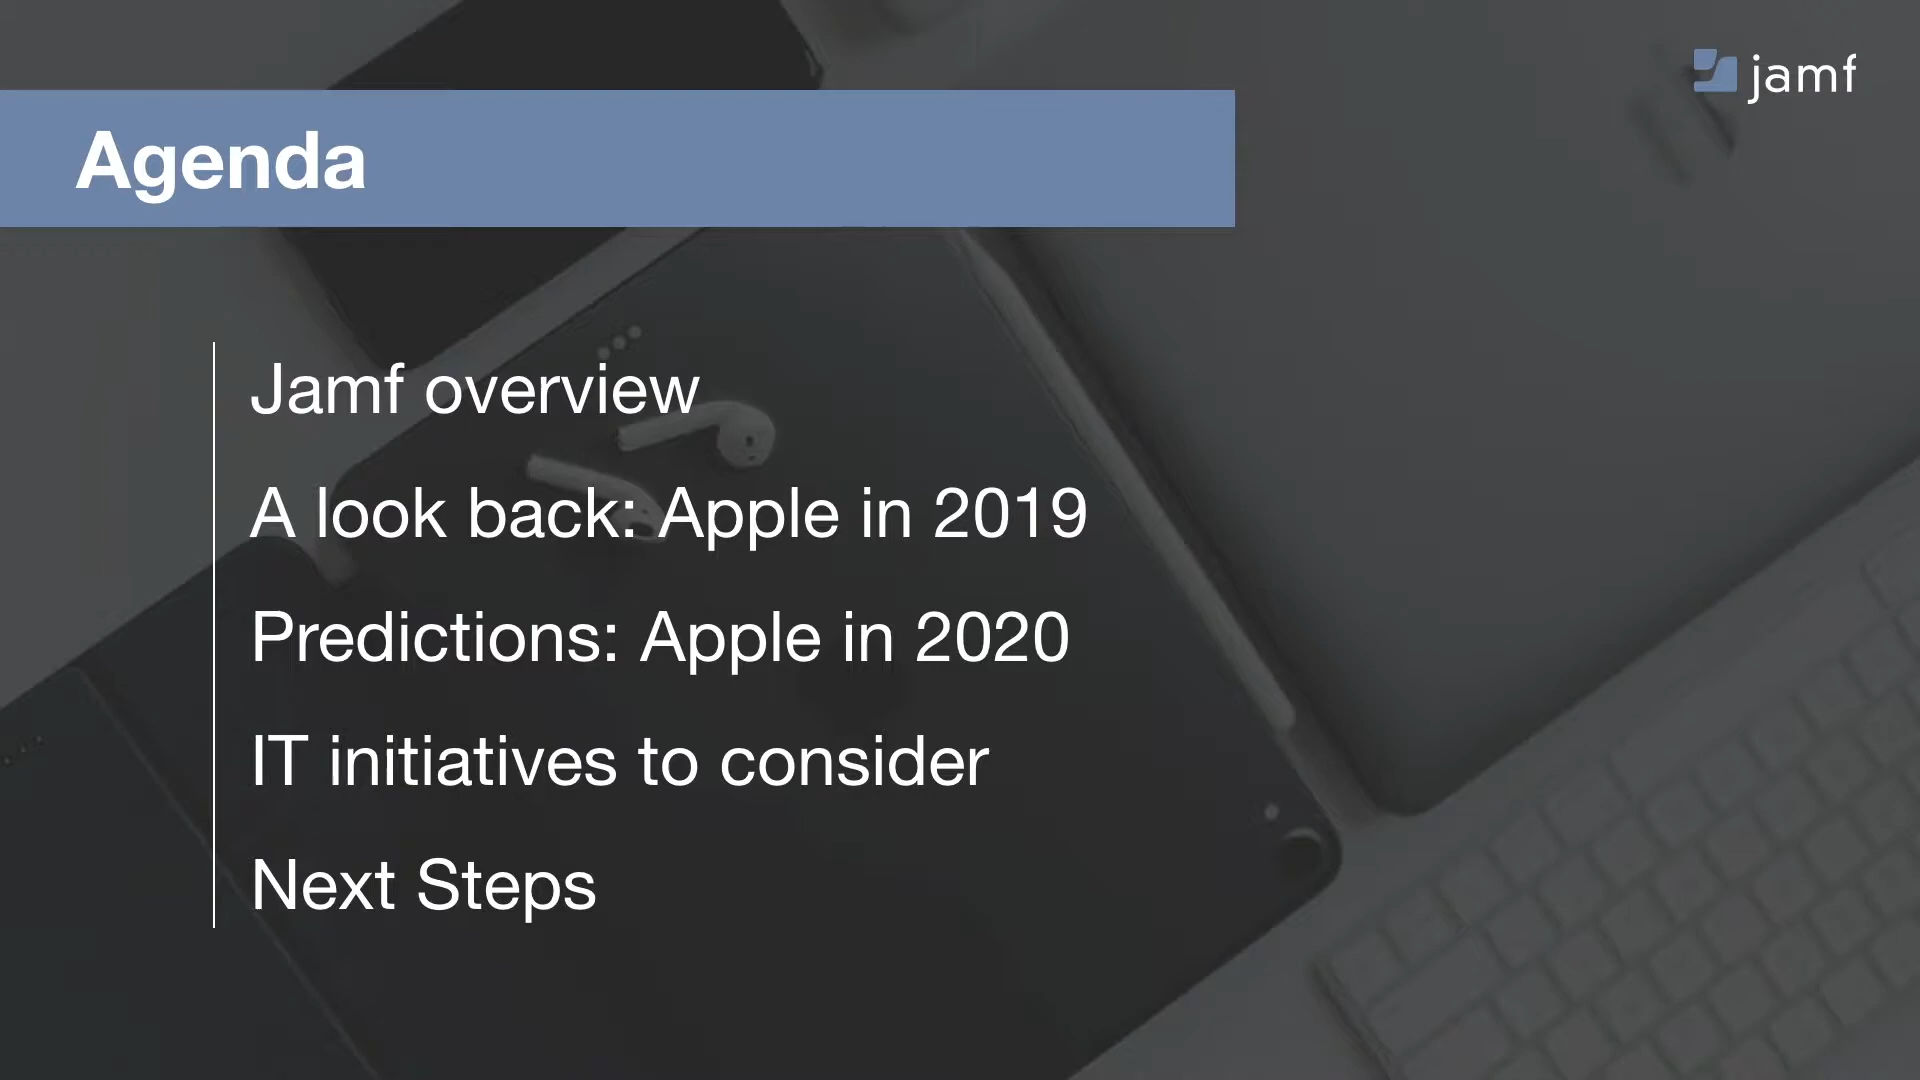 jamf
Agenda
Jamf overview
A look back: Apple in 2019
Predictions: Apple in 2020
IT initiatives to consider
Next Steps